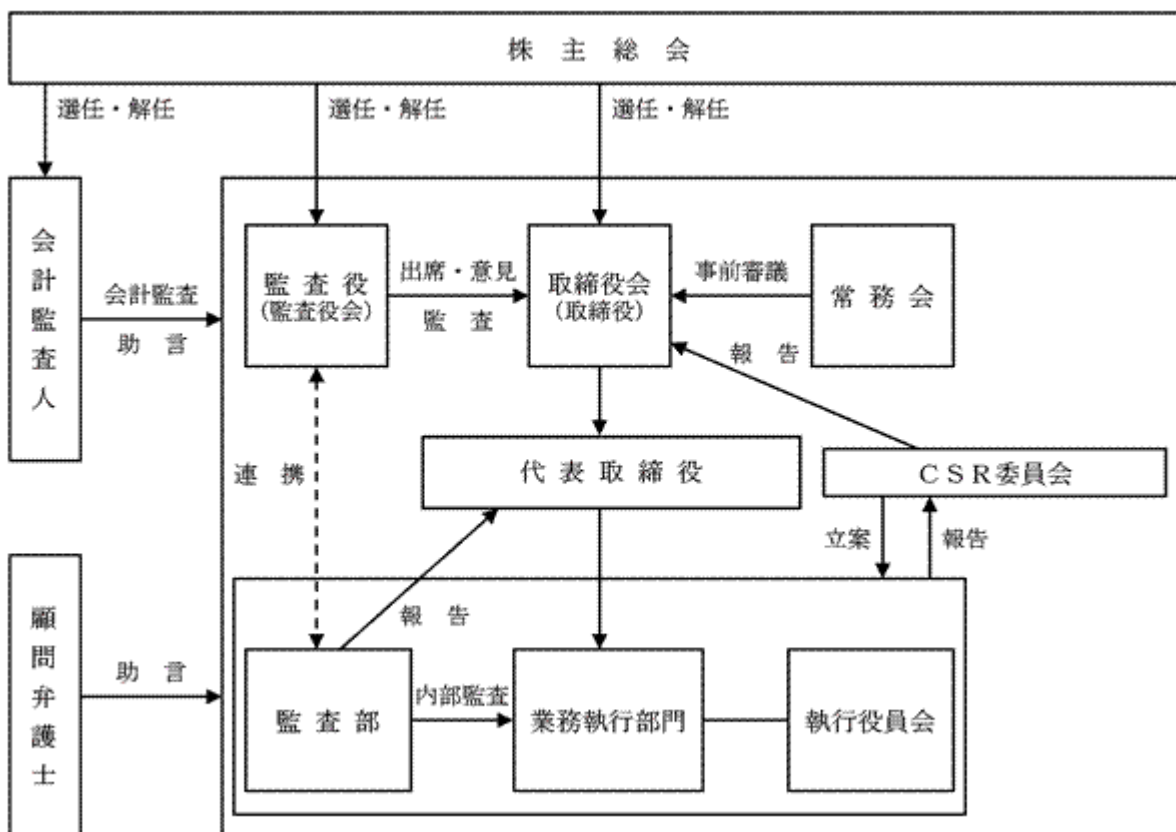 株主総会
選任・解任
選任・解任
選任・解任
会計監査人
会計監査
助言
監査役
(監査役会)
出席・意見
監査
取締役会
(取締役)
事前審議
常務会
報告
連携
代表取締役
CSR委員会
立案
報告
顧問弁護士
助言
報告
監査部
内部監査
業務執行部門
執行役員会